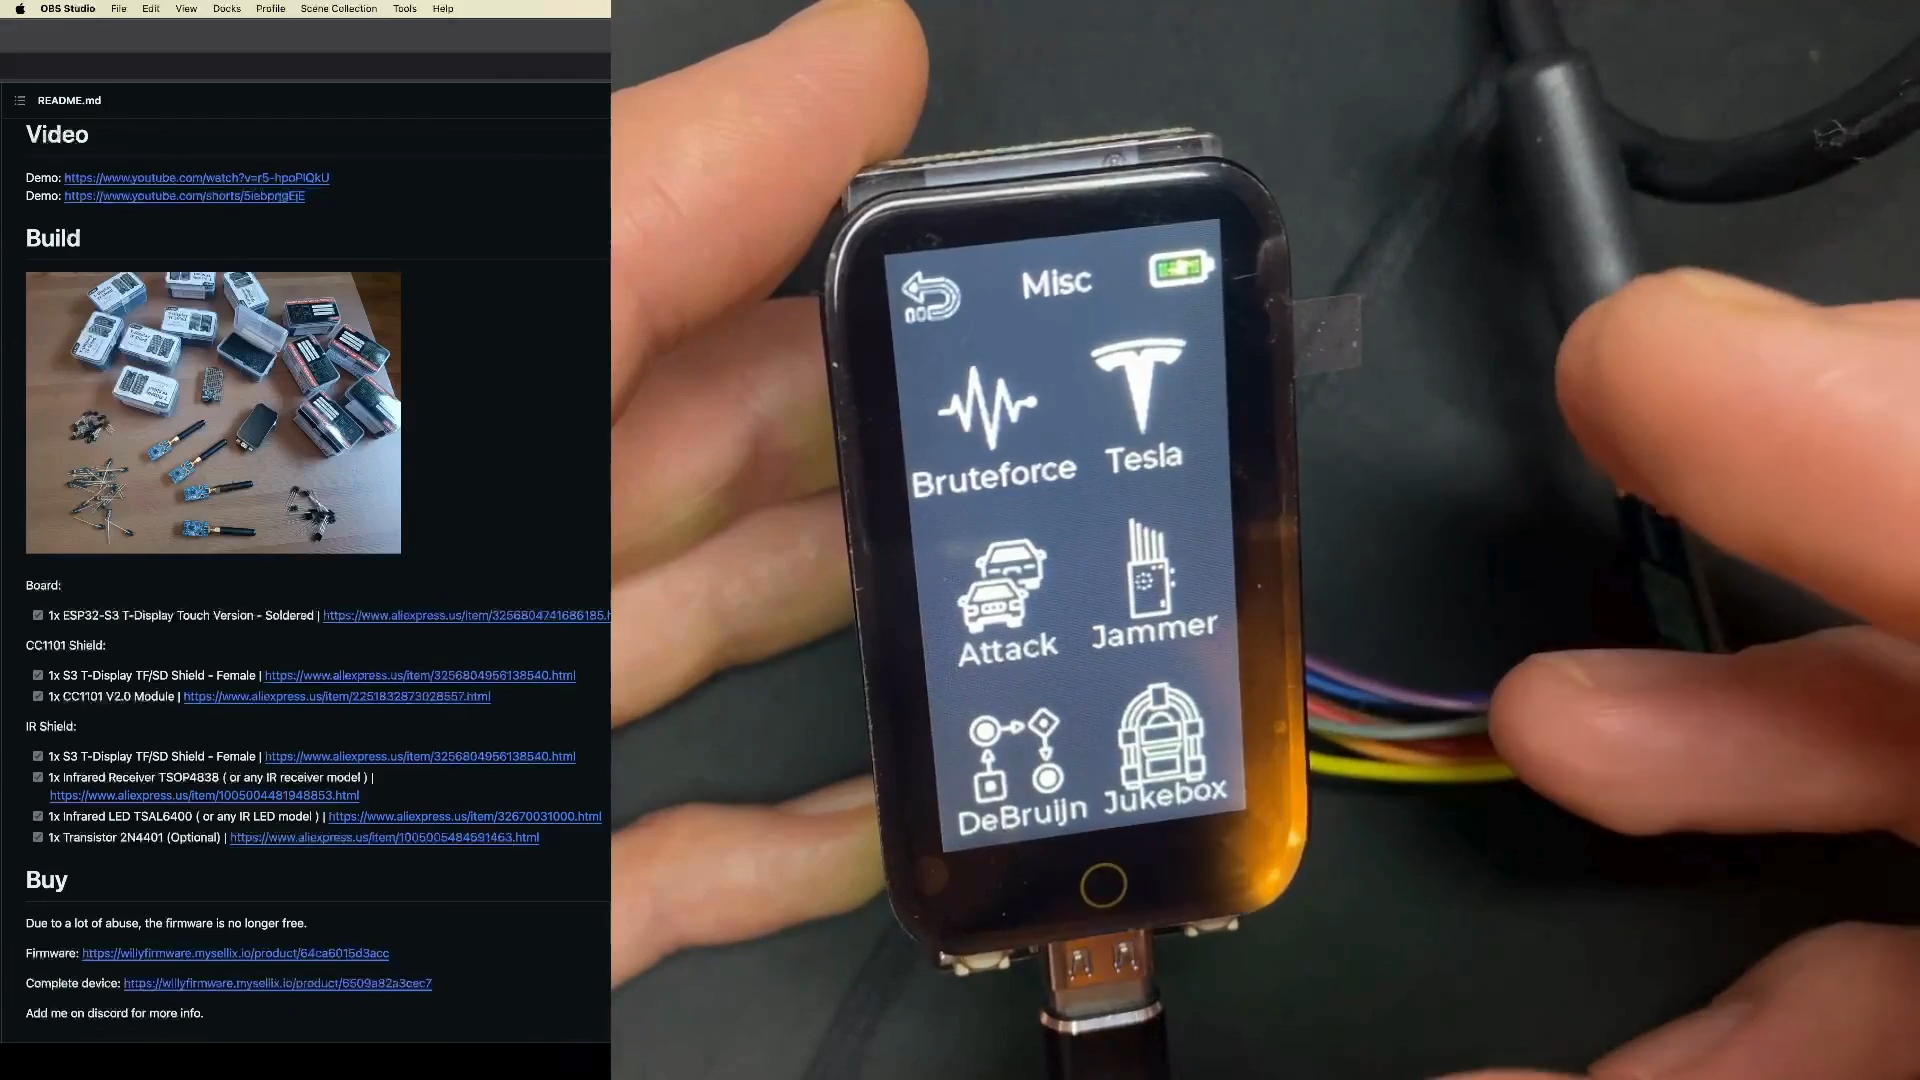 OBS Studio File Edit View Docks Profile Scene Collection Tools Help
README.md
Video
Demo: https://www.youtube.com/watch?v=r5-hpoPlQkU
Demo: https://www.youtube.com/shorts/5iebpngEjE
Build
Board:
1x ESP32-S3 T-Display Touch Version - Soldered | https://www.aliexpress.us/item/3256804741686185.h
CC1101 Shield:
1x S3 T-Display TF/SD Shield - Female | https://www.aliexpress.us/item/3256804956138540.html
1x CC1101 V2.0 Module | https://www.aliexpress.us/item/2251832873028557.html
IR Shield:
1x S3 T-Display TF/SD Shield - Female | https://www.aliexpress.us/item/3256804956138540.html
1x Infrared Receiver TSOP4838 ( or any IR receiver model ) |
https://www.aliexpress.us/item/1005004481948853.html
1x Infrared LED TSAL6400 ( or any IR LED model ) | https://www.aliexpress.us/item/32670031000.html
1x Transistor 2N4401 (Optional) | https://www.aliexpress.us/item/1005005484591463.html
Buy
Due to a lot of abuse, the firmware is no longer free.
Firmware: https://willyfirmware.mysellix.io/product/64ca6015d3acc
Complete device: https://willyfirmware.mysellix.io/product/6509a82a3cec7
Add me on discord for more info.
Misc
Bruteforce Tesla
Attack Jammer
DeBruijn Jukebox